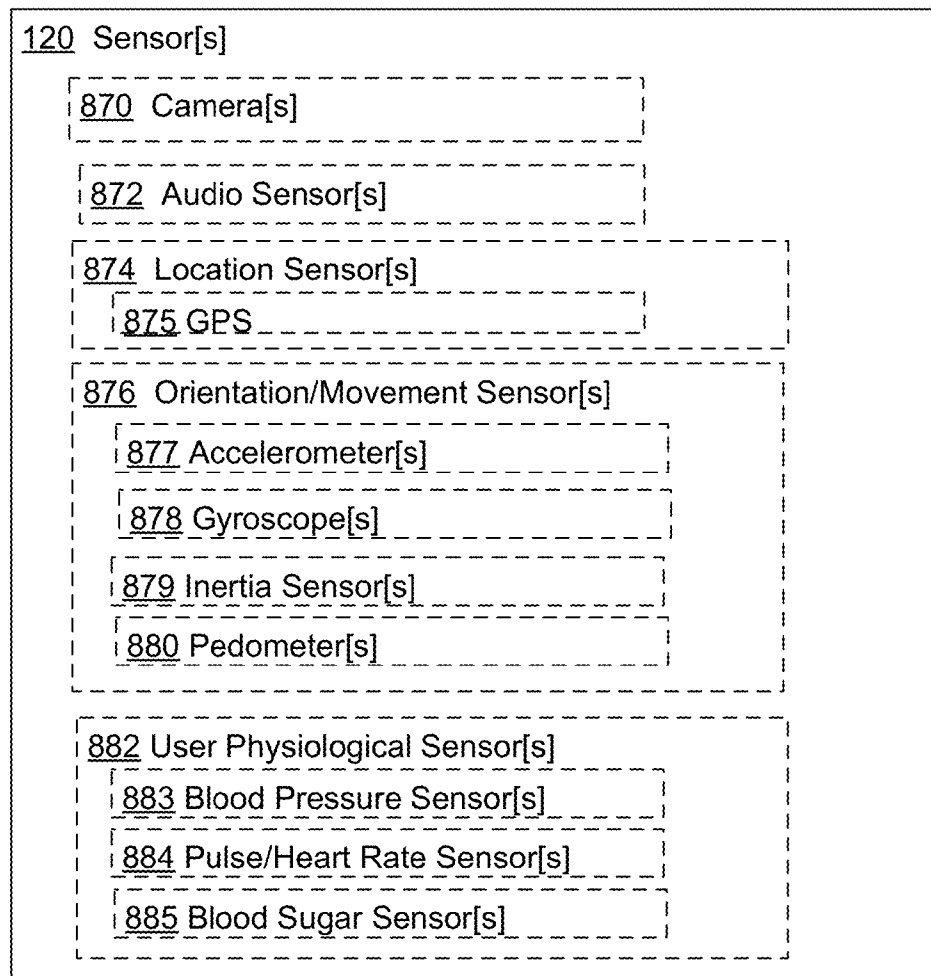 120 Sensor[s]
870 Camera[s]
872 Audio Sensor[s]
874 Location Sensor[s]
875 GPS
876 Orientation/Movement Sensor[s]
877 Accelerometer[s]
878 Gyroscope[s]
879 Inertia Sensor[s]
880 Pedometer[s]
882 User Physiological Sensor[s]
883 Blood Pressure Sensor[s]
884 Pulse/Heart Rate Sensor[s]
885 Blood Sugar Sensor[s]